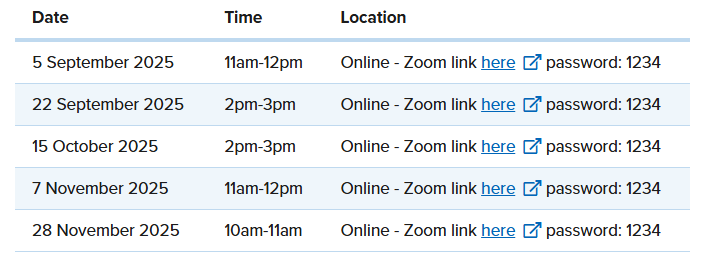 Date Time Location
5 September 2025 11am-12pm Online - Zoom link here password: 1234
22 September 2025 2pm-3pm Online - Zoom link here password: 1234
15 October 2025 2pm-3pm Online - Zoom link here password: 1234
7 November 2025 11am-12pm Online - Zoom link here password: 1234
28 November 2025 10am-11am Online - Zoom link here password: 1234